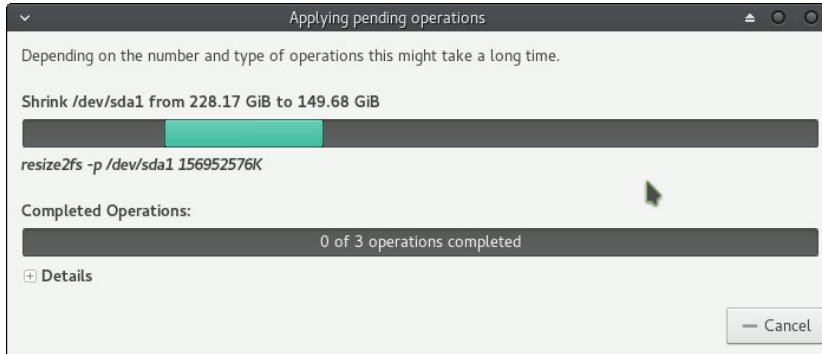 Applying pending operations
Depending on the number and type of operations this might take a long time.
Shrink /dev/sda1 from 228.17 GiB to 149.68 GiB
resize2fs -p /dev/sda1 156952576K
Completed Operations:
0 of 3 operations completed
Details
Cancel